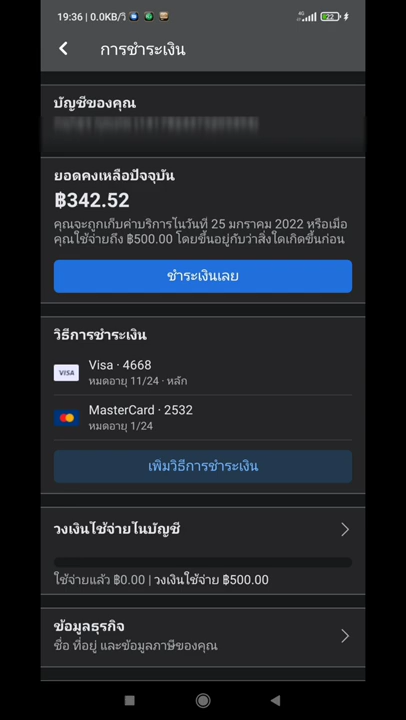 19:36 | 0.0KB/วิ
4G 22
การชำระเงิน
บัญชีของคุณ
ยอดคงเหลือปัจจุบัน
฿342.52
คุณจะถูกเก็บค่าบริการในวันที่ 25 มกราคม 2022 หรือเมื่อ
คุณใช้จ่ายถึง ฿500.00 โดยขึ้นอยู่กับว่าสิ่งใดเกิดขึ้นก่อน
ชำระเงินเลย
วิธีการชำระเงิน
VISA Visa · 4668
หมดอายุ 11/24 · หลัก
MasterCard · 2532
หมดอายุ 1/24
เพิ่มวิธีการชำระเงิน
วงเงินใช้จ่ายในบัญชี
ใช้จ่ายแล้ว ฿0.00 | วงเงินใช้จ่าย ฿500.00
ข้อมูลธุรกิจ
ชื่อ ที่อยู่ และข้อมูลภาษีของคุณ